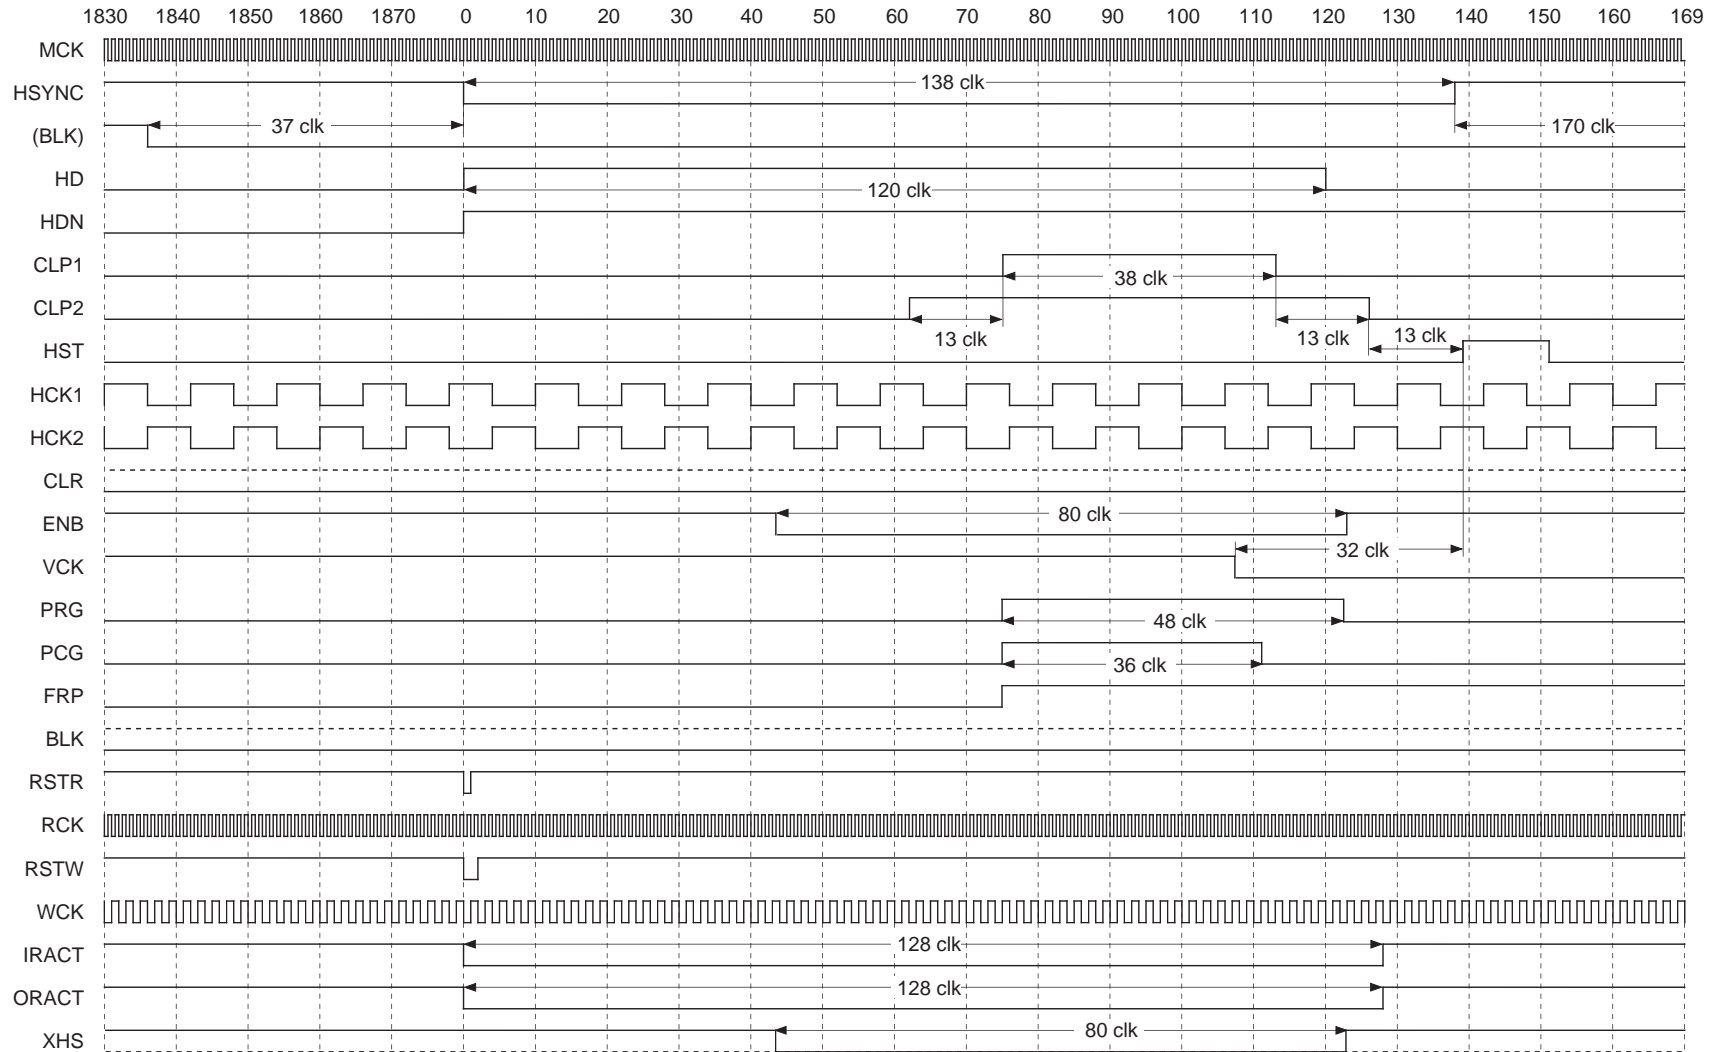 1830 1840 1850 1860 1870 0 10 20 30 40 50 60 70 80 90 100 110 120 130 140 150 160 169
MCK
HSYNC 138 clk
(BLK) 37 clk 170 clk
HD 120 clk
HDN
CLP1 38 clk
CLP2
13 clk 13 clk 13 clk
HST
HCK1
HCK2
CLR
ENB 80 clk
32 clk
VCK
PRG 48 clk
PCG 36 clk
FRP
BLK
RSTR
RCK
RSTW
WCK
IRACT 128 clk
ORACT 128 clk
XHS 80 clk